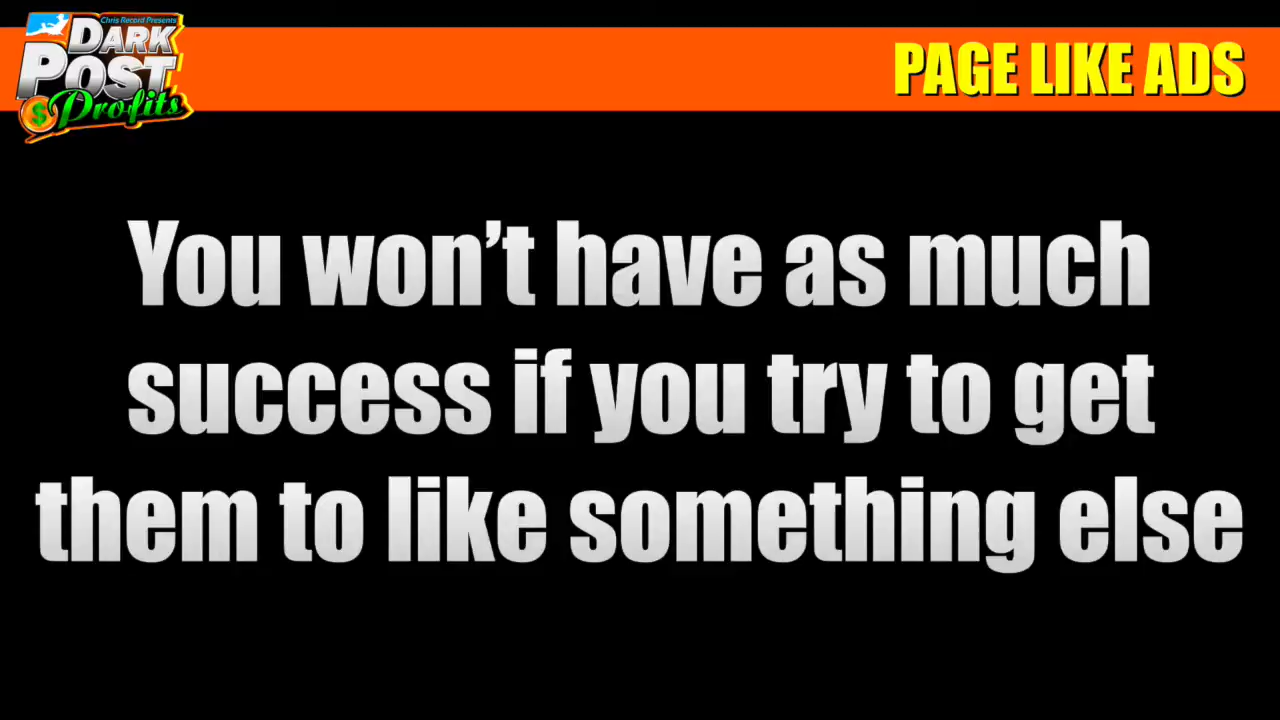 Chris Record Presents
DARK
POST
$ Profits
PAGE LIKE ADS
You won’t have as much
success if you try to get
them to like something else